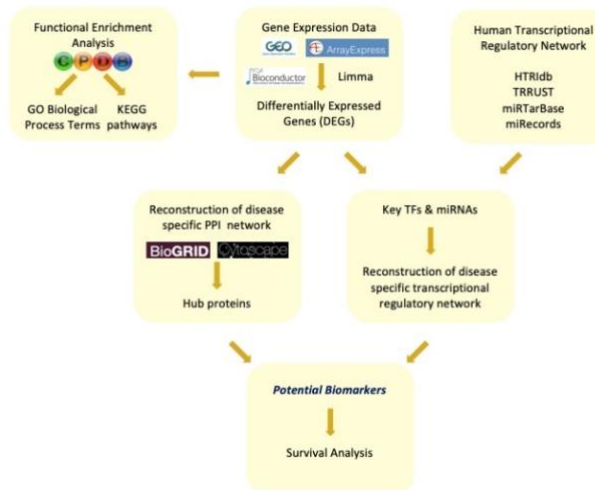 Functional Enrichment
Analysis
C P D B
GO Biological
Process Terms
KEGG
pathways
Gene Expression Data
GEO
ArrayExpress
Bioconductor
Limma
Differentially Expressed
Genes (DEGs)
Human Transcriptional
Regulatory Network
HTRIdb
TRRUST
miRTarBase
miRecords
Reconstruction of disease
specific PPI network
BioGRID
Cytoscape
Hub proteins
Key TFs & miRNAs
Reconstruction of disease
specific transcriptional
regulatory network
Potential Biomarkers
Survival Analysis